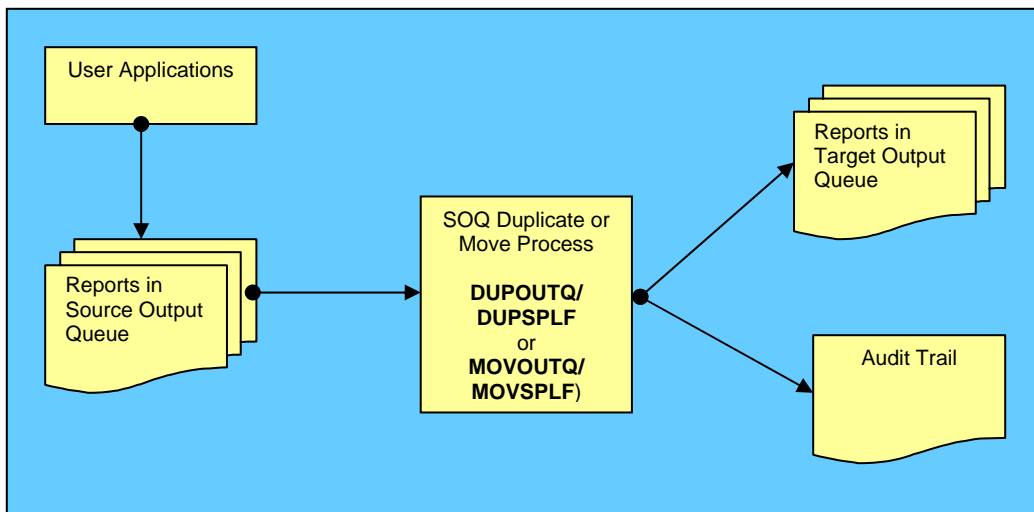 User Applications
Reports in
Source Output
Queue
SOQ Duplicate or
Move Process
DUPOUTQ/
DUPSPLF
or
MOVOUTQ/
MOVSPLF)
Reports in
Target Output
Queue
Audit Trail